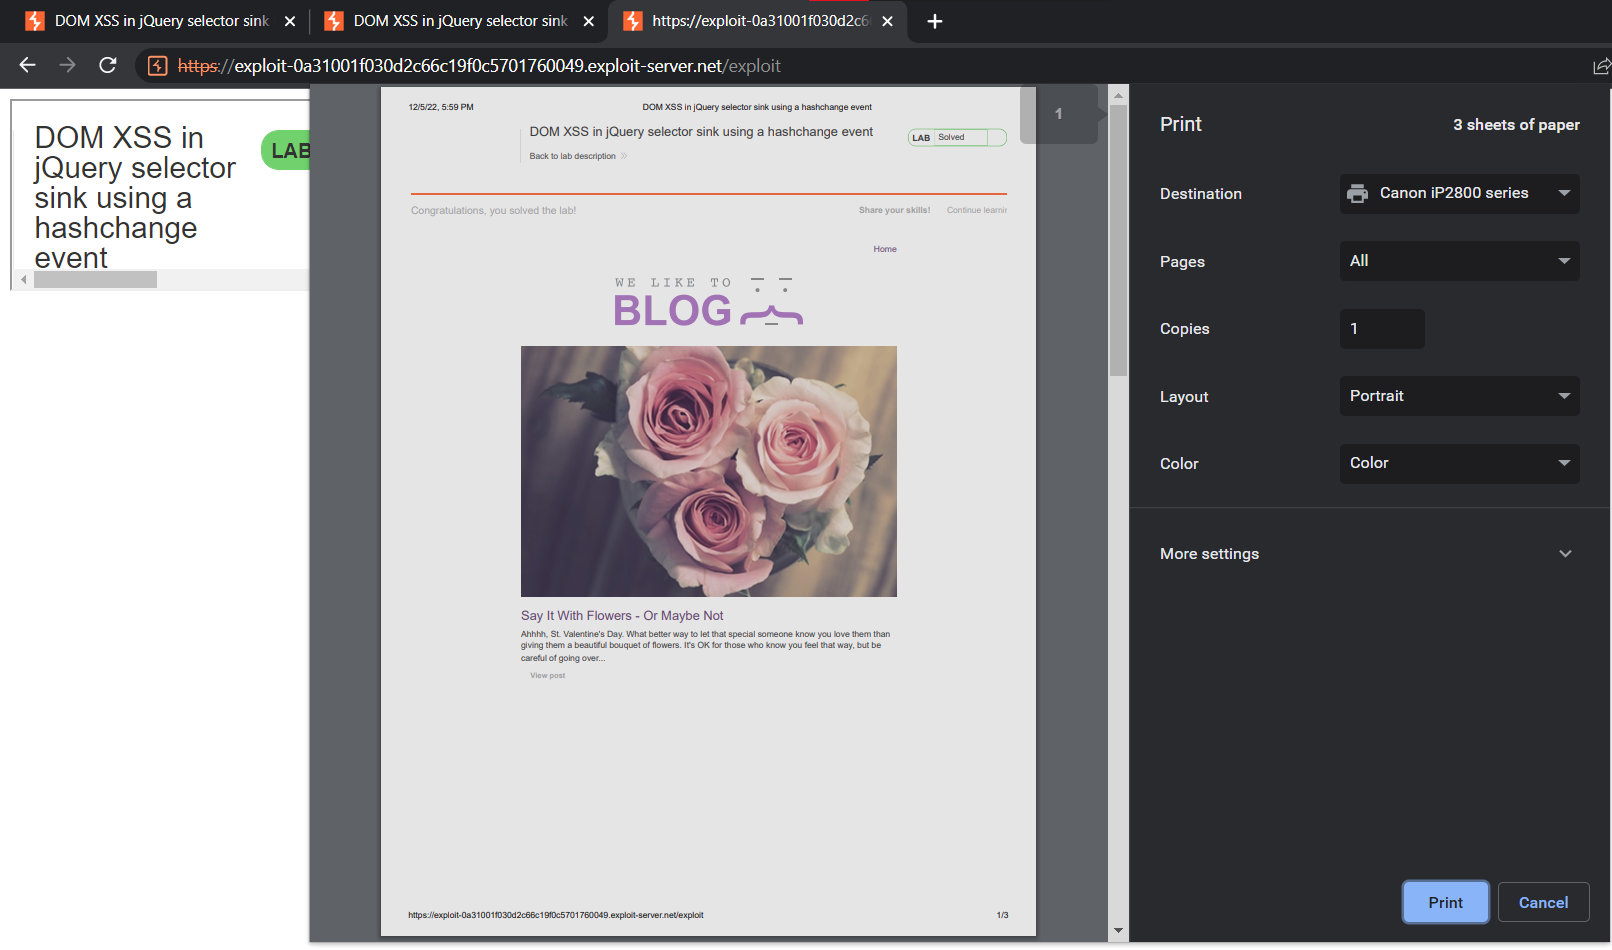 DOM XSS in jQuery selector sink
DOM XSS in jQuery selector sink
https://exploit-0a31001f030d2c6
https://exploit-0a31001f030d2c66c19f0c5701760049.exploit-server.net/exploit
DOM XSS in
jQuery selector
sink using a
hashchange
event
LAB
12/5/22, 5:59 PM
DOM XSS in jQuery selector sink using a hashchange event
DOM XSS in jQuery selector sink using a hashchange event
LAB Solved
Back to lab description »
Congratulations, you solved the lab!
Share your skills!
Continue learnin
Home
WE LIKE TO
BLOG
Say It With Flowers - Or Maybe Not
Ahhhh, St. Valentine's Day. What better way to let that special someone know you love them than
giving them a beautiful bouquet of flowers. It's OK for those who know you feel that way, but be
careful of going over...
View post
https://exploit-0a31001f030d2c66c19f0c5701760049.exploit-server.net/exploit
1/3
1
Print
3 sheets of paper
Destination
Canon iP2800 series
Pages
All
Copies
1
Layout
Portrait
Color
Color
More settings
Print
Cancel